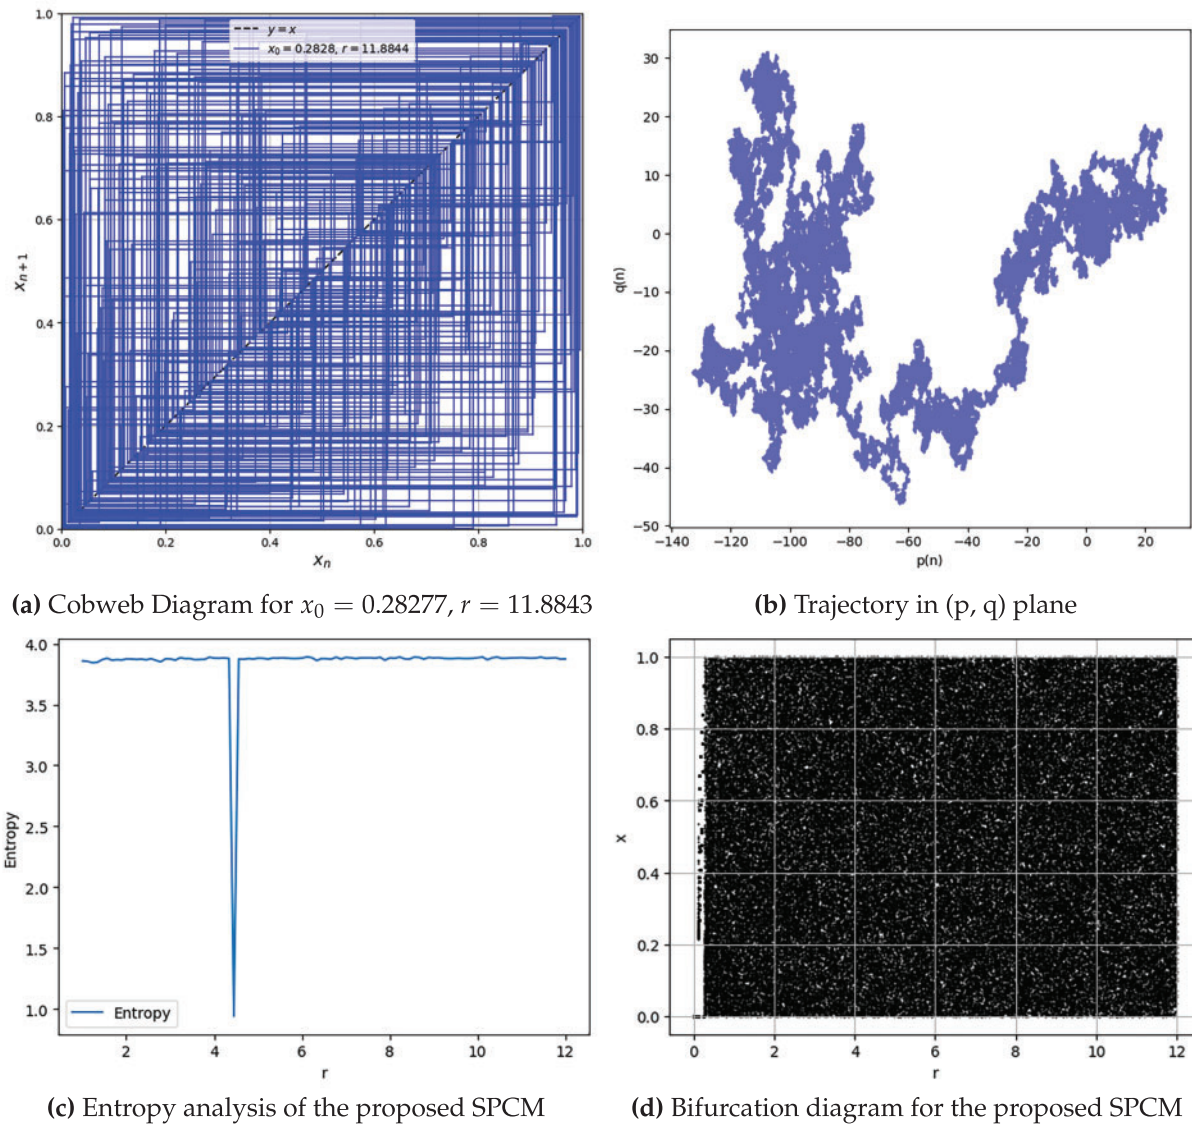 1.0
0.8
0.6
0.4
0.2
0.0
x_{n+1}
y = x
x_0 = 0.2828, r = 11.8844
0.0 0.2 0.4 0.6 0.8 1.0
x_n
(a) Cobweb Diagram for x_0 = 0.28277, r = 11.8843
30
20
10
0
−10
−20
−30
−40
−50
q(n)
−140 −120 −100 −80 −60 −40 −20 0 20
p(n)
(b) Trajectory in (p, q) plane
4.0
3.5
3.0
2.5
2.0
1.5
1.0
Entropy
Entropy
2 4 6 8 10 12
r
(c) Entropy analysis of the proposed SPCM
1.0
0.8
0.6
0.4
0.2
0.0
x
0 2 4 6 8 10 12
r
(d) Bifurcation diagram for the proposed SPCM